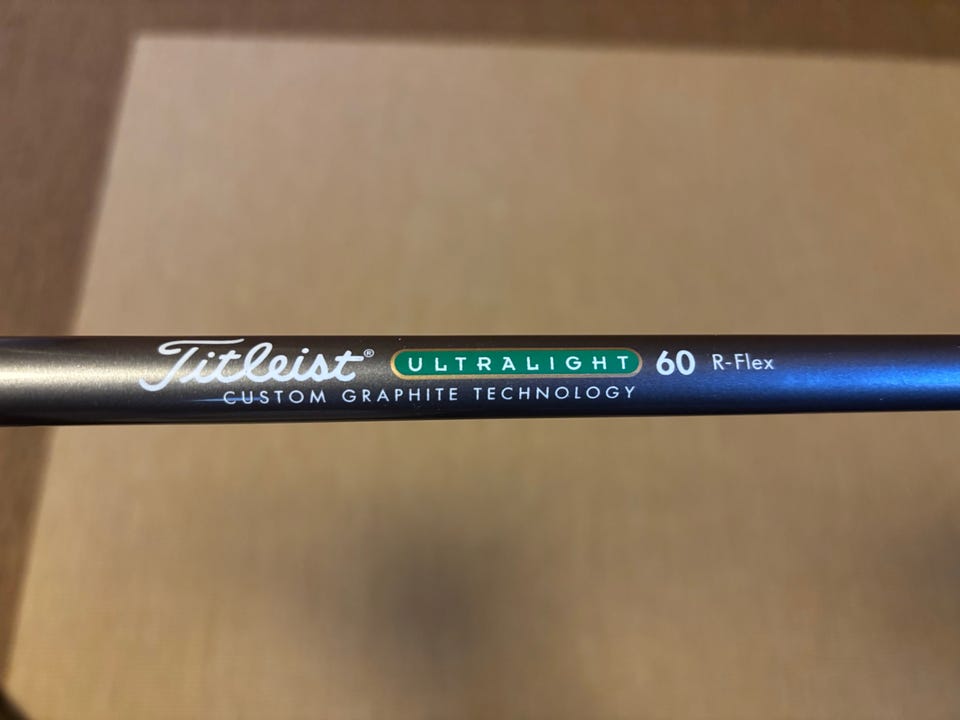 Titleist® ULTRALIGHT 60 R-Flex
CUSTOM GRAPHITE TECHNOLOGY